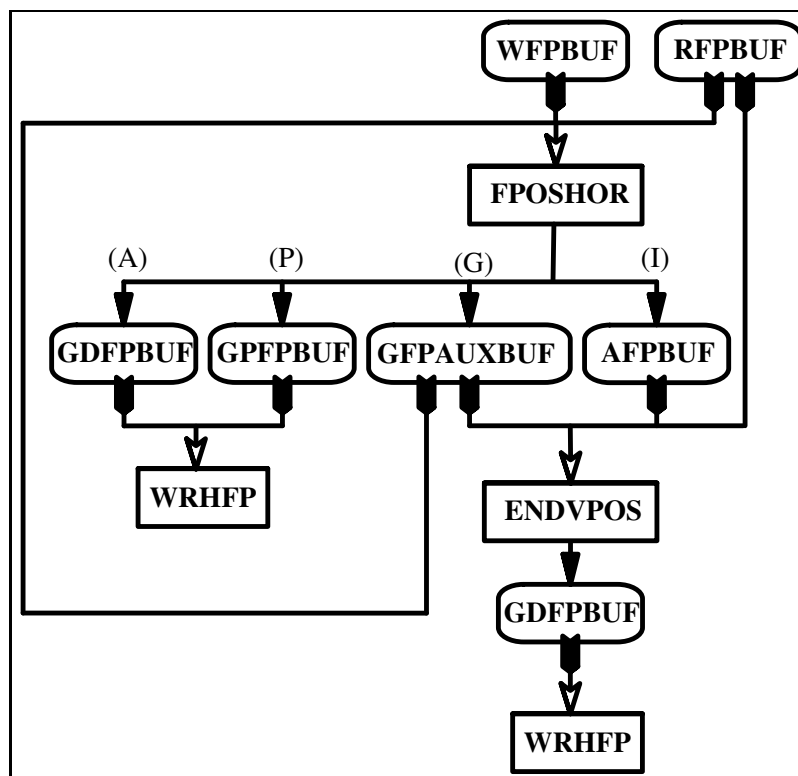 WFPBUF RFPBUF
FPOSHOR
(A) (P) (G) (I)
GDFPBUF GPFPBUF GFPAUXBUF AFPBUF
WRHFP
ENDVPOS
GDFPBUF
WRHFP